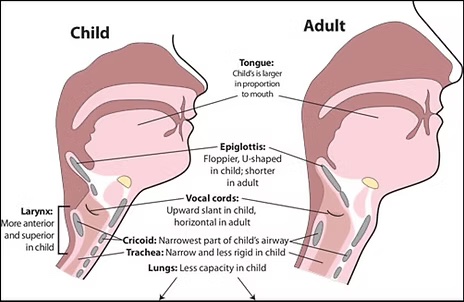 Child
Adult
Tongue:
Child's is larger
in proportion
to mouth
Epiglottis:
Floppier, U-shaped
in child; shorter
in adult
Vocal cords:
Upward slant in child,
horizontal in adult
Larynx:
More anterior
and superior
in child
Cricoid: Narrowest part of child's airway
Trachea: Narrow and less rigid in child
Lungs: Less capacity in child